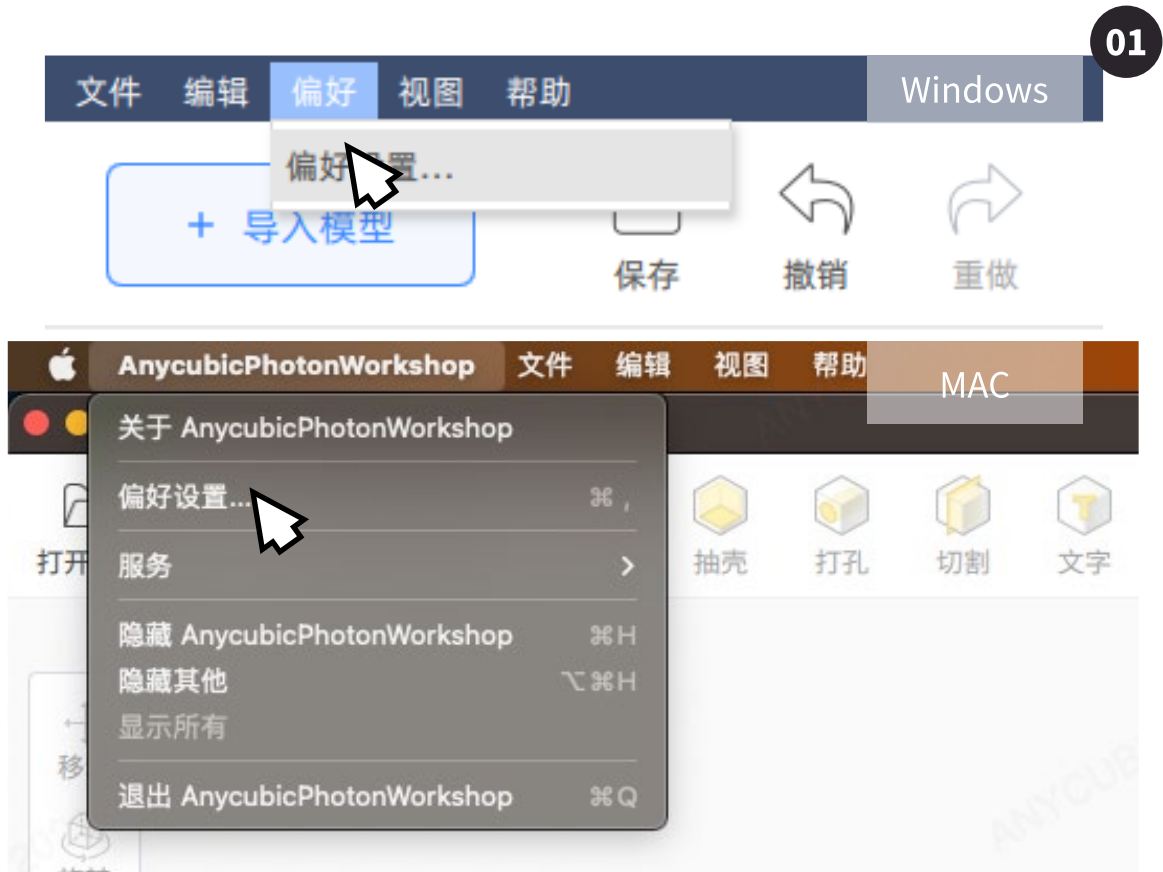 01
文件 编辑 偏好 视图 帮助 Windows
偏好设置...
+ 导入模型
保存 撤销 重做
AnycubicPhotonWorkshop 文件 编辑 视图 帮助 MAC
关于 AnycubicPhotonWorkshop
偏好设置... ⌘ ,
抽壳 打孔 切割 文字
打开
服务 >
隐藏 AnycubicPhotonWorkshop ⌘H
隐藏其他 ⌥⌘H
显示所有
移
退出 AnycubicPhotonWorkshop ⌘Q
ANYCUB